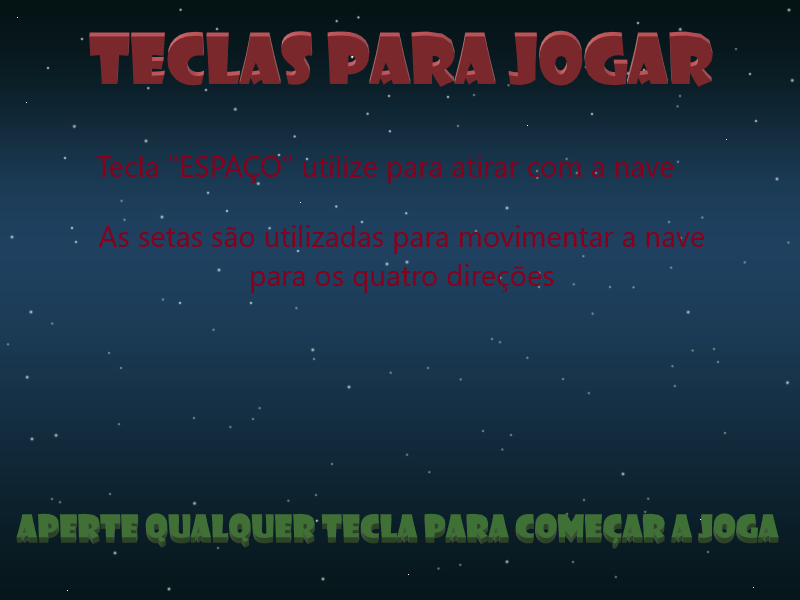 TECLAS PARA JOGAR
Tecla "ESPAÇO" utilize para atirar com a nave
As setas são utilizadas para movimentar a nave
para os quatro direções
APERTE QUALQUER TECLA PARA COMEÇAR A JOGA